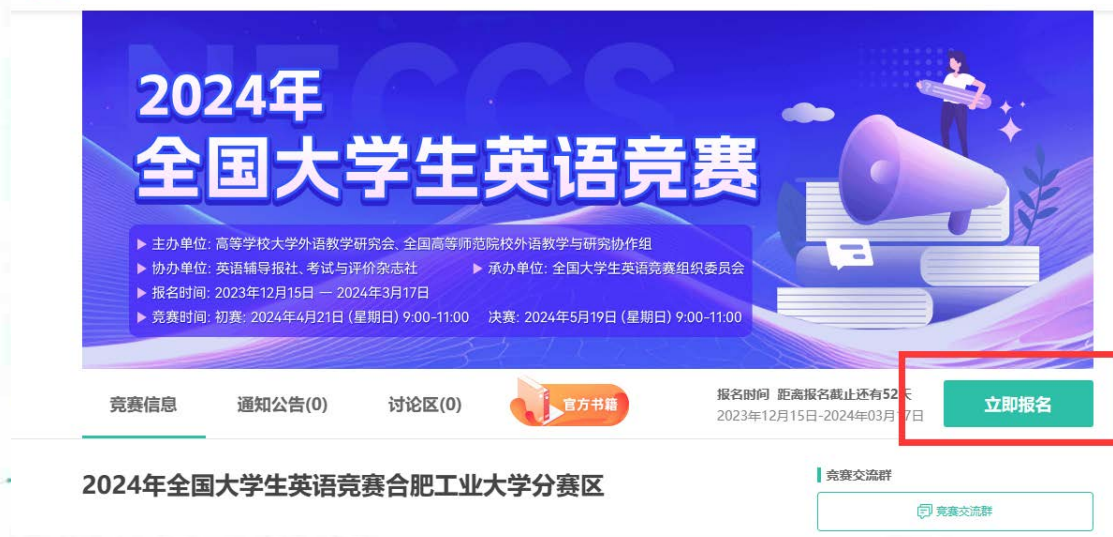 NECCS
2024年
全国大学生英语竞赛
▶ 主办单位: 高等学校大学外语教学研究会、全国高等师范院校外语教学与研究协作组
▶ 协办单位: 英语辅导报社、考试与评价杂志社 ▶ 承办单位: 全国大学生英语竞赛组织委员会
▶ 报名时间: 2023年12月15日 — 2024年3月17日
▶ 竞赛时间: 初赛: 2024年4月21日 (星期日) 9:00-11:00 决赛: 2024年5月19日 (星期日) 9:00-11:00
竞赛信息 通知公告(0) 讨论区(0) 官方书籍
报名时间 距离报名截止还有52天
2023年12月15日-2024年03月17日
立即报名
2024年全国大学生英语竞赛合肥工业大学分赛区
竞赛交流群
竞赛交流群